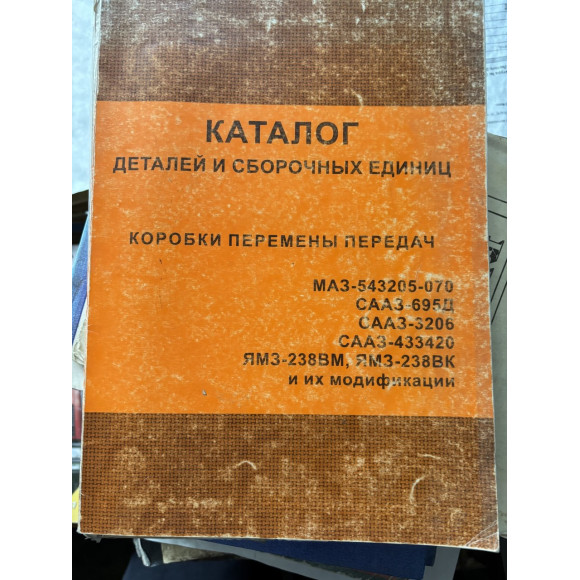 КАТАЛОГ
ДЕТАЛЕЙ И СБОРОЧНЫХ ЕДИНИЦ
КОРОБКИ ПЕРЕМЕНЫ ПЕРЕДАЧ
МАЗ-543205-070
СААЗ-695Д
СААЗ-3206
СААЗ-433420
ЯМЗ-238ВМ, ЯМЗ-238ВК
и их модификации